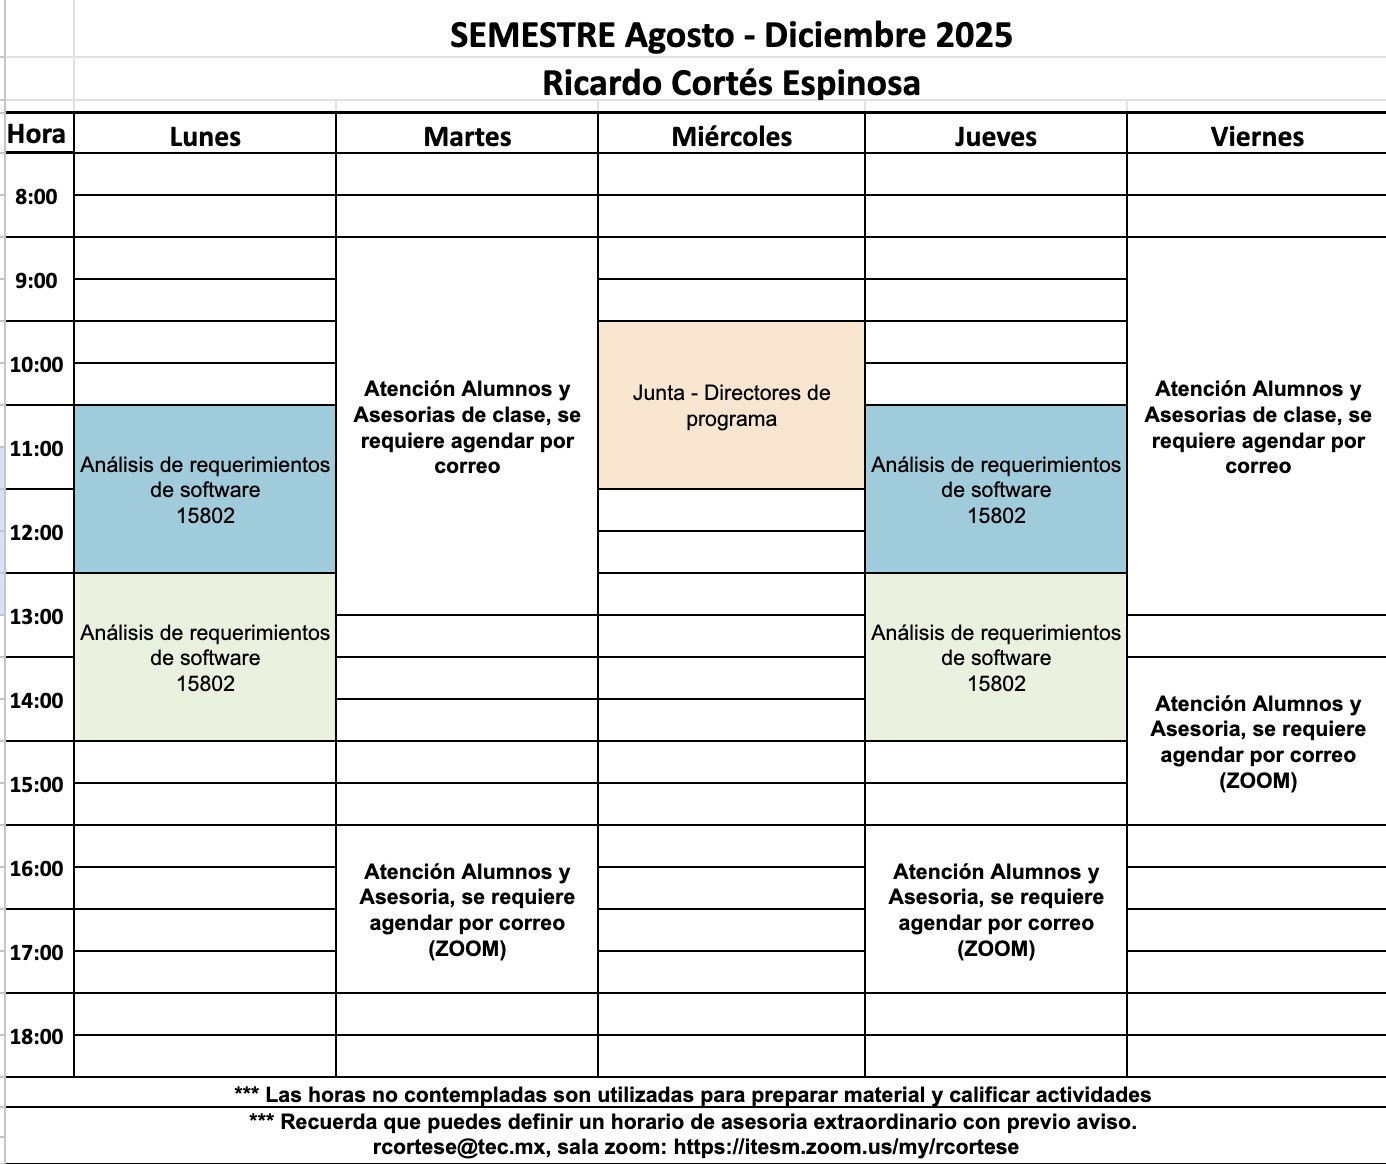 SEMESTRE Agosto - Diciembre 2025
Ricardo Cortés Espinosa
Hora Lunes Martes Miércoles Jueves Viernes
8:00
9:00
10:00
11:00
12:00
13:00
14:00
15:00
16:00
17:00
18:00
Análisis de requerimientos
de software
15802
Análisis de requerimientos
de software
15802
Atención Alumnos y
Asesorias de clase, se
requiere agendar por
correo
Atención Alumnos y
Asesoria, se requiere
agendar por correo
(ZOOM)
Junta - Directores de
programa
Análisis de requerimientos
de software
15802
Análisis de requerimientos
de software
15802
Atención Alumnos y
Asesoria, se requiere
agendar por correo
(ZOOM)
Atención Alumnos y
Asesorias de clase, se
requiere agendar por
correo
Atención Alumnos y
Asesoria, se requiere
agendar por correo
(ZOOM)
*** Las horas no contempladas son utilizadas para preparar material y calificar actividades
*** Recuerda que puedes definir un horario de asesoria extraordinario con previo aviso.
rcortese@tec.mx, sala zoom: https://itesm.zoom.us/my/rcortese